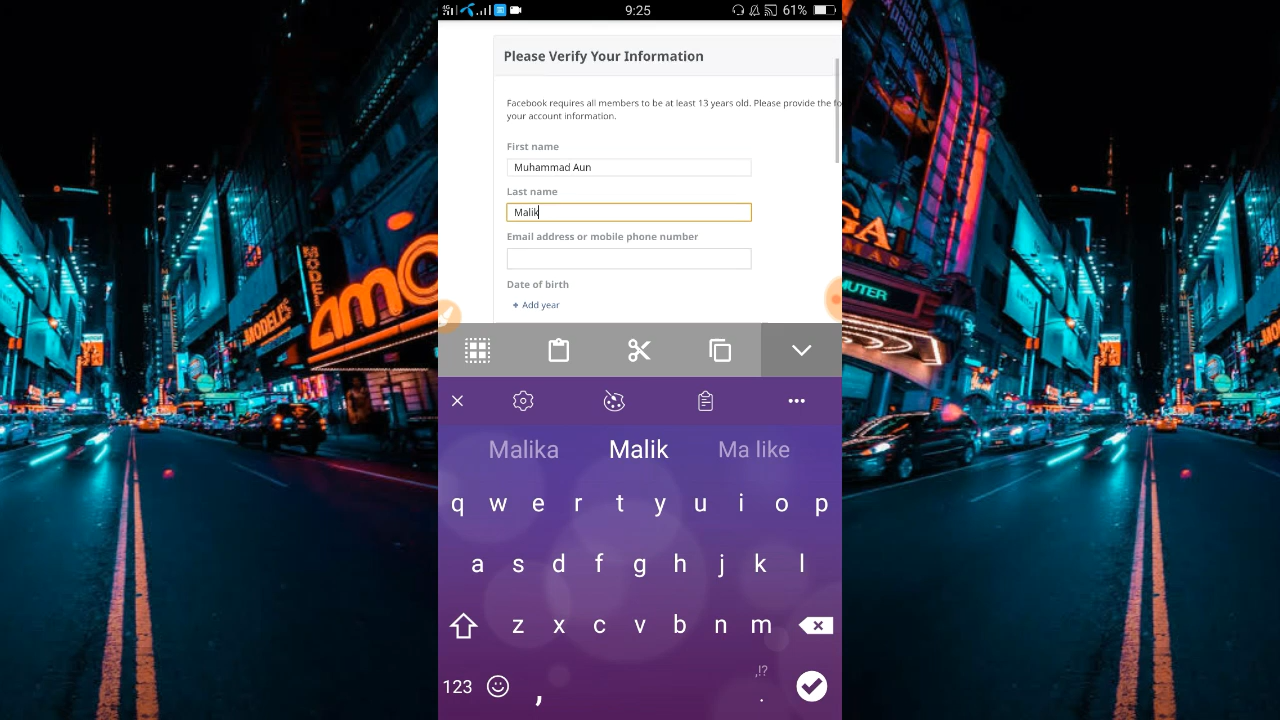 9:25
61%
Please Verify Your Information
Facebook requires all members to be at least 13 years old. Please provide the fo
your account information.
First name
Muhammad Aun
Last name
Malik
Email address or mobile phone number
Date of birth
+ Add year
Malika Malik Ma like
q w e r t y u i o p
a s d f g h j k l
z x c v b n m
,!?
123 , .
MODELL'S
AMC
MODELL'S
GA